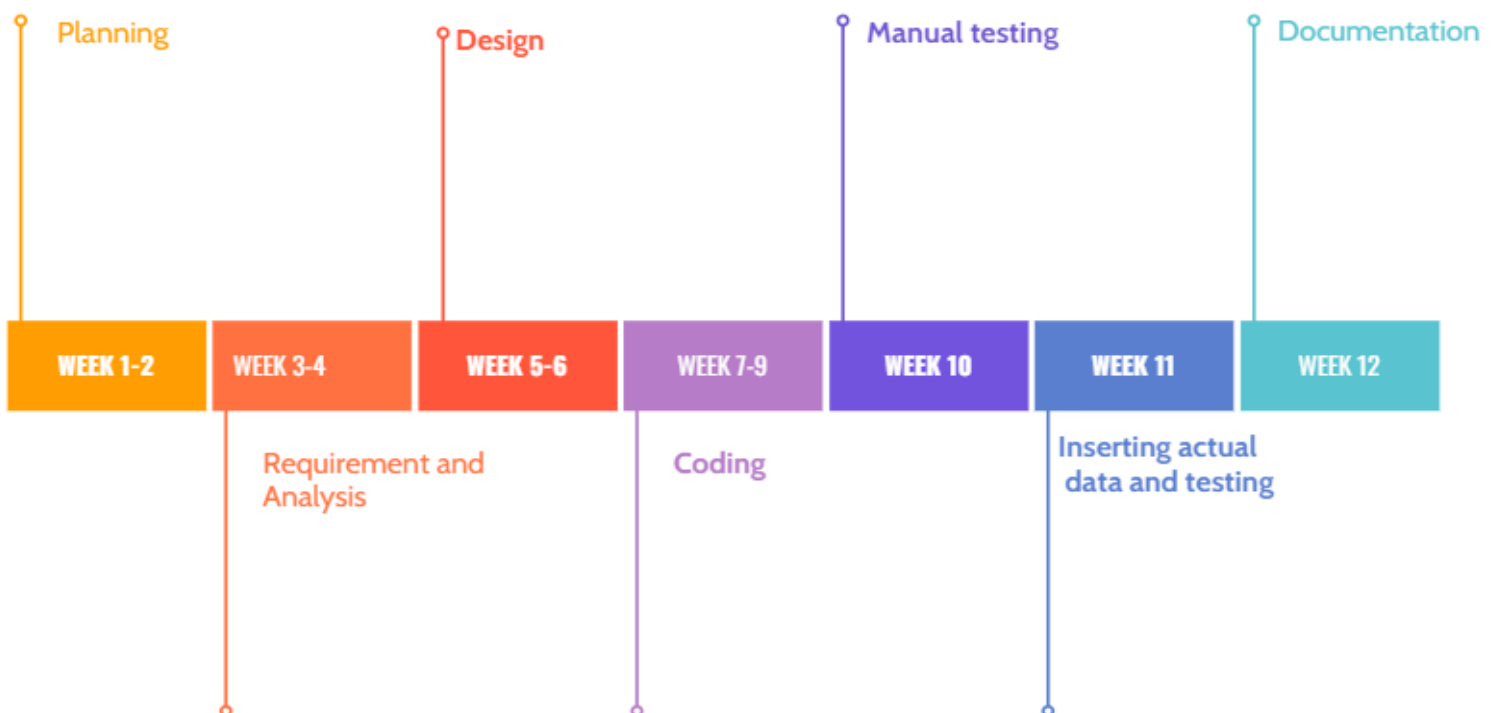 Planning
Design
Manual testing
Documentation
WEEK 1-2
WEEK 3-4
WEEK 5-6
WEEK 7-9
WEEK 10
WEEK 11
WEEK 12
Requirement and
Analysis
Coding
Inserting actual
data and testing